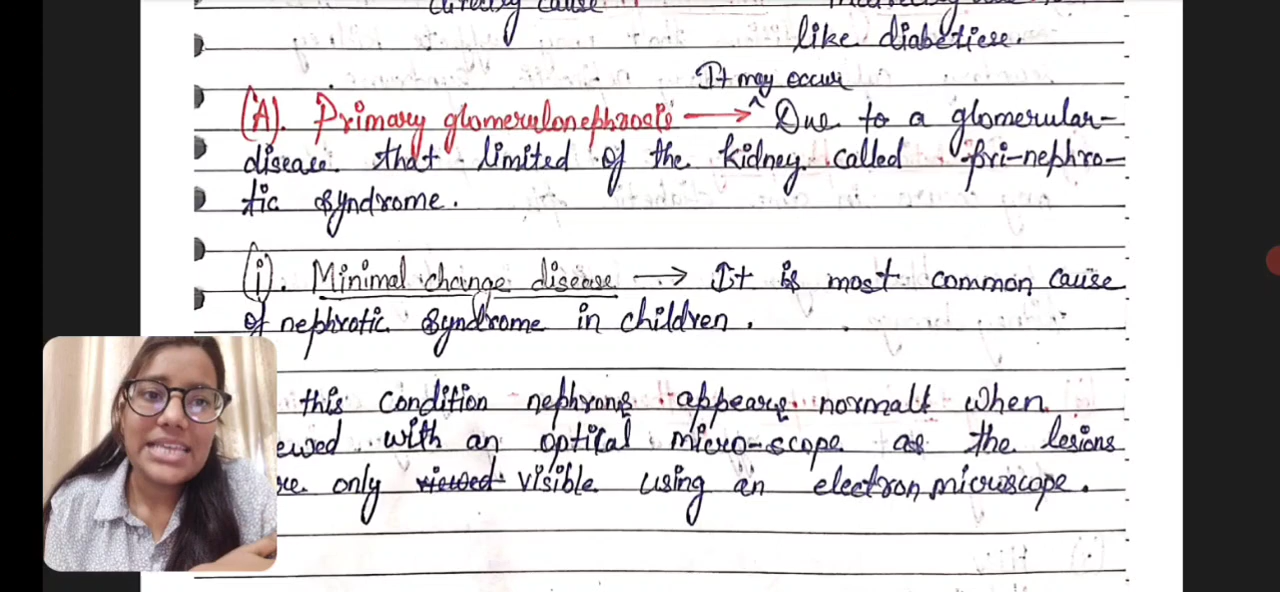 like diabetiese.
It may occur
(A). Primary glomerulonephrosis → ^ Due to a glomerular-
disease that limited of the kidney called pri-nephro-
tic syndrome.
(i). Minimal change disease → It is most common cause
of nephrotic syndrome in children.
this condition nephrons appears normalt when
ewed with an optical micro-scope as the lesions
re only viewed visible using an electron microscope.